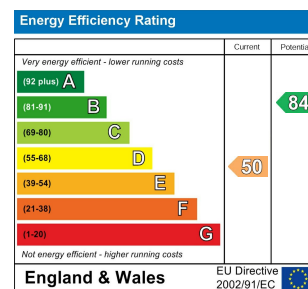 Energy Efficiency Rating
Current Potentia
Very energy efficient - lower running costs
(92 plus) A
(81-91) B
84
(69-80) C
(55-68) D
50
(39-54) E
(21-38) F
(1-20) G
Not energy efficient - higher running costs
England & Wales
EU Directive
2002/91/EC